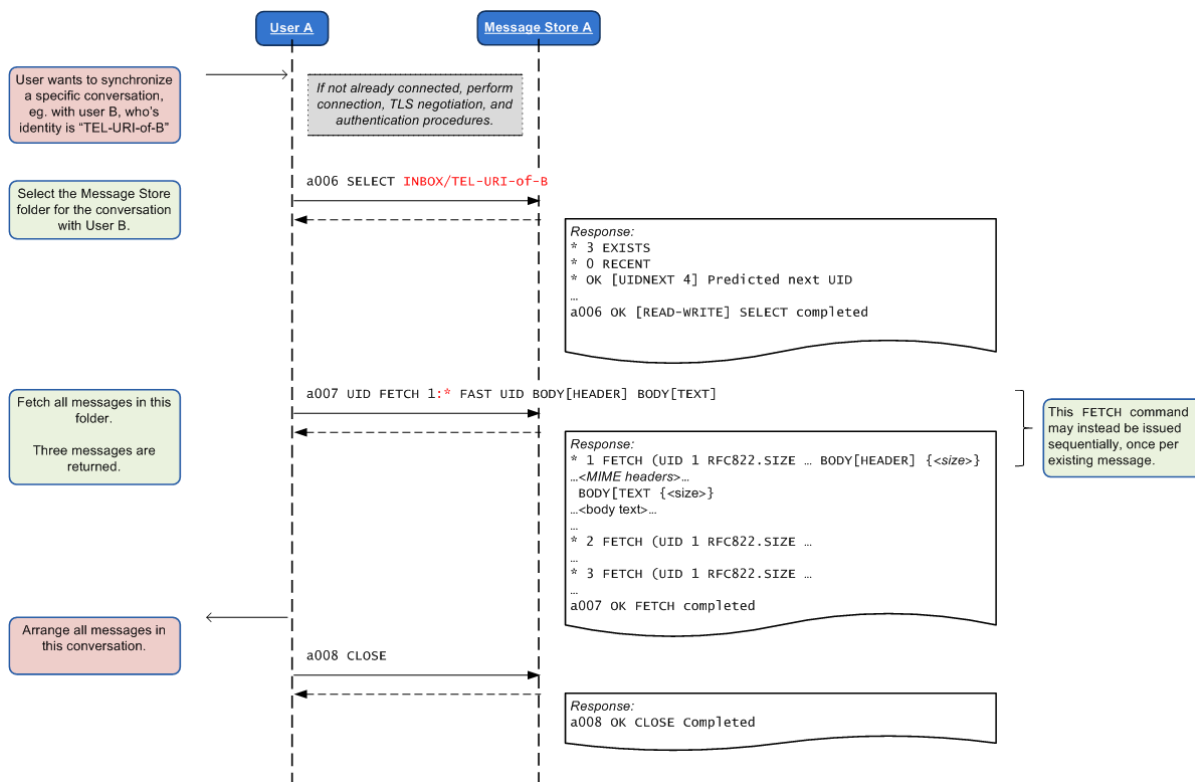 User A
Message Store A
User wants to synchronize
a specific conversation,
eg. with user B, who's
identity is “TEL-URI-of-B”
If not already connected, perform
connection, TLS negotiation, and
authentication procedures.
a006 SELECT INBOX/TEL-URI-of-B
Select the Message Store
folder for the conversation
with User B.
Response:
* 3 EXISTS
* 0 RECENT
* OK [UIDNEXT 4] Predicted next UID
…
a006 OK [READ-WRITE] SELECT completed
a007 UID FETCH 1:* FAST UID BODY[HEADER] BODY[TEXT]
Fetch all messages in this
folder.
Three messages are
returned.
This FETCH command
may instead be issued
sequentially, once per
existing message.
Response:
* 1 FETCH (UID 1 RFC822.SIZE … BODY[HEADER] {<size>}
…<MIME headers>…
BODY[TEXT {<size>}
…<body text>…
…
* 2 FETCH (UID 1 RFC822.SIZE …
…
* 3 FETCH (UID 1 RFC822.SIZE …
…
a007 OK FETCH completed
Arrange all messages in
this conversation.
a008 CLOSE
Response:
a008 OK CLOSE Completed